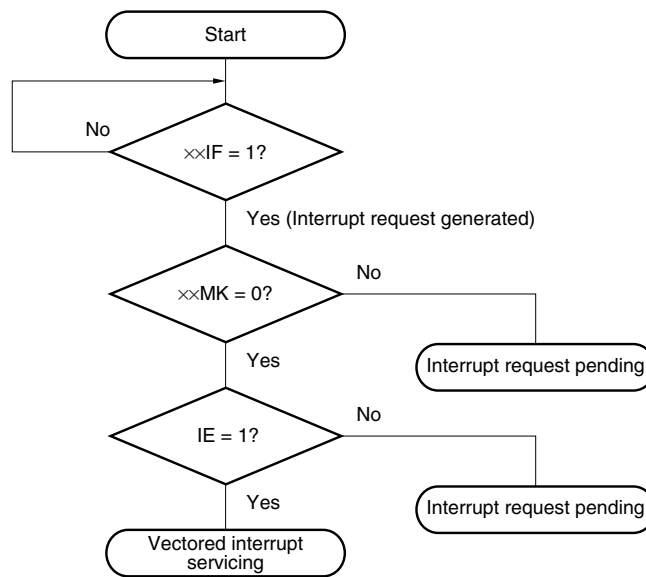 Start
No
××IF = 1?
Yes (Interrupt request generated)
No
××MK = 0?
Yes
Interrupt request pending
No
IE = 1?
Yes
Interrupt request pending
Vectored interrupt
servicing